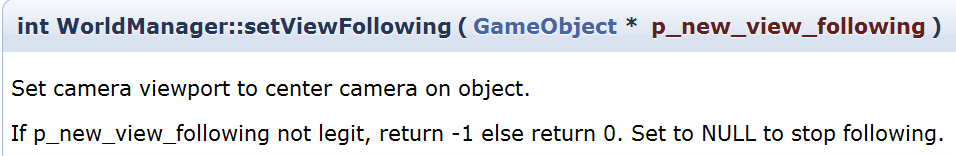 int WorldManager::setViewFollowing ( GameObject * p_new_view_following )
Set camera viewport to center camera on object.
If p_new_view_following not legit, return -1 else return 0. Set to NULL to stop following.